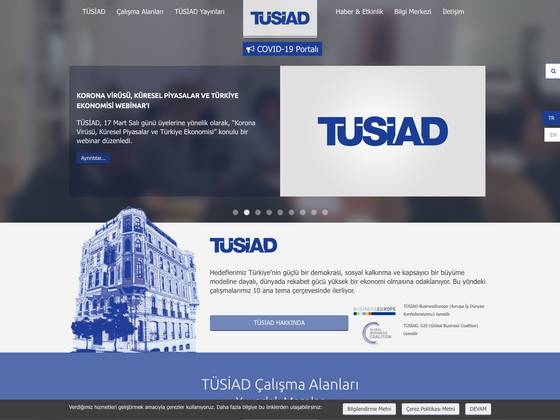 TÜSİAD Çalışma Alanları TÜSİAD Yayınları TÜSİAD Haber & Etkinlik Bilgi Merkezi İletişim
COVID-19 Portalı
KORONA VİRÜSÜ, KÜRESEL PİYASALAR VE TÜRKİYE
EKONOMİSİ WEBINAR'I
TÜSİAD, 17 Mart Salı günü üyelerine yönelik olarak, "Korona
Virüsü, Küresel Piyasalar ve Türkiye Ekonomisi" konulu bir
webinar düzenledi.
Ayrıntılar...
TÜSİAD
TR
EN
TÜSİAD
Hedeflerimiz Türkiye'nin güçlü bir demokrasi, sosyal kalkınma ve kapsayıcı bir büyüme
modeline dayalı, dünyada rekabet gücü yüksek bir ekonomi olmasına odaklanıyor. Bu yöndeki
çalışmalarımız 10 ana tema çerçevesinde ilerliyor.
TÜSİAD HAKKINDA
BUSINESSEUROPE
TÜSİAD BusinessEurope (Avrupa İş Dünyası
Konfederasyonu) üyesidir
GLOBAL
BUSINESS
COALITION
TÜSİAD, G20 (Global Business Coalition)
üyesidir
TÜSİAD Çalışma Alanları
Verdiğimiz hizmetleri geliştirmek amacıyla çerezler kullanıyoruz. Daha fazla bilgiye bu linklerden ulaşabilirsiniz: Bilgilendirme Metni Çerez Politikası Metni DEVAM